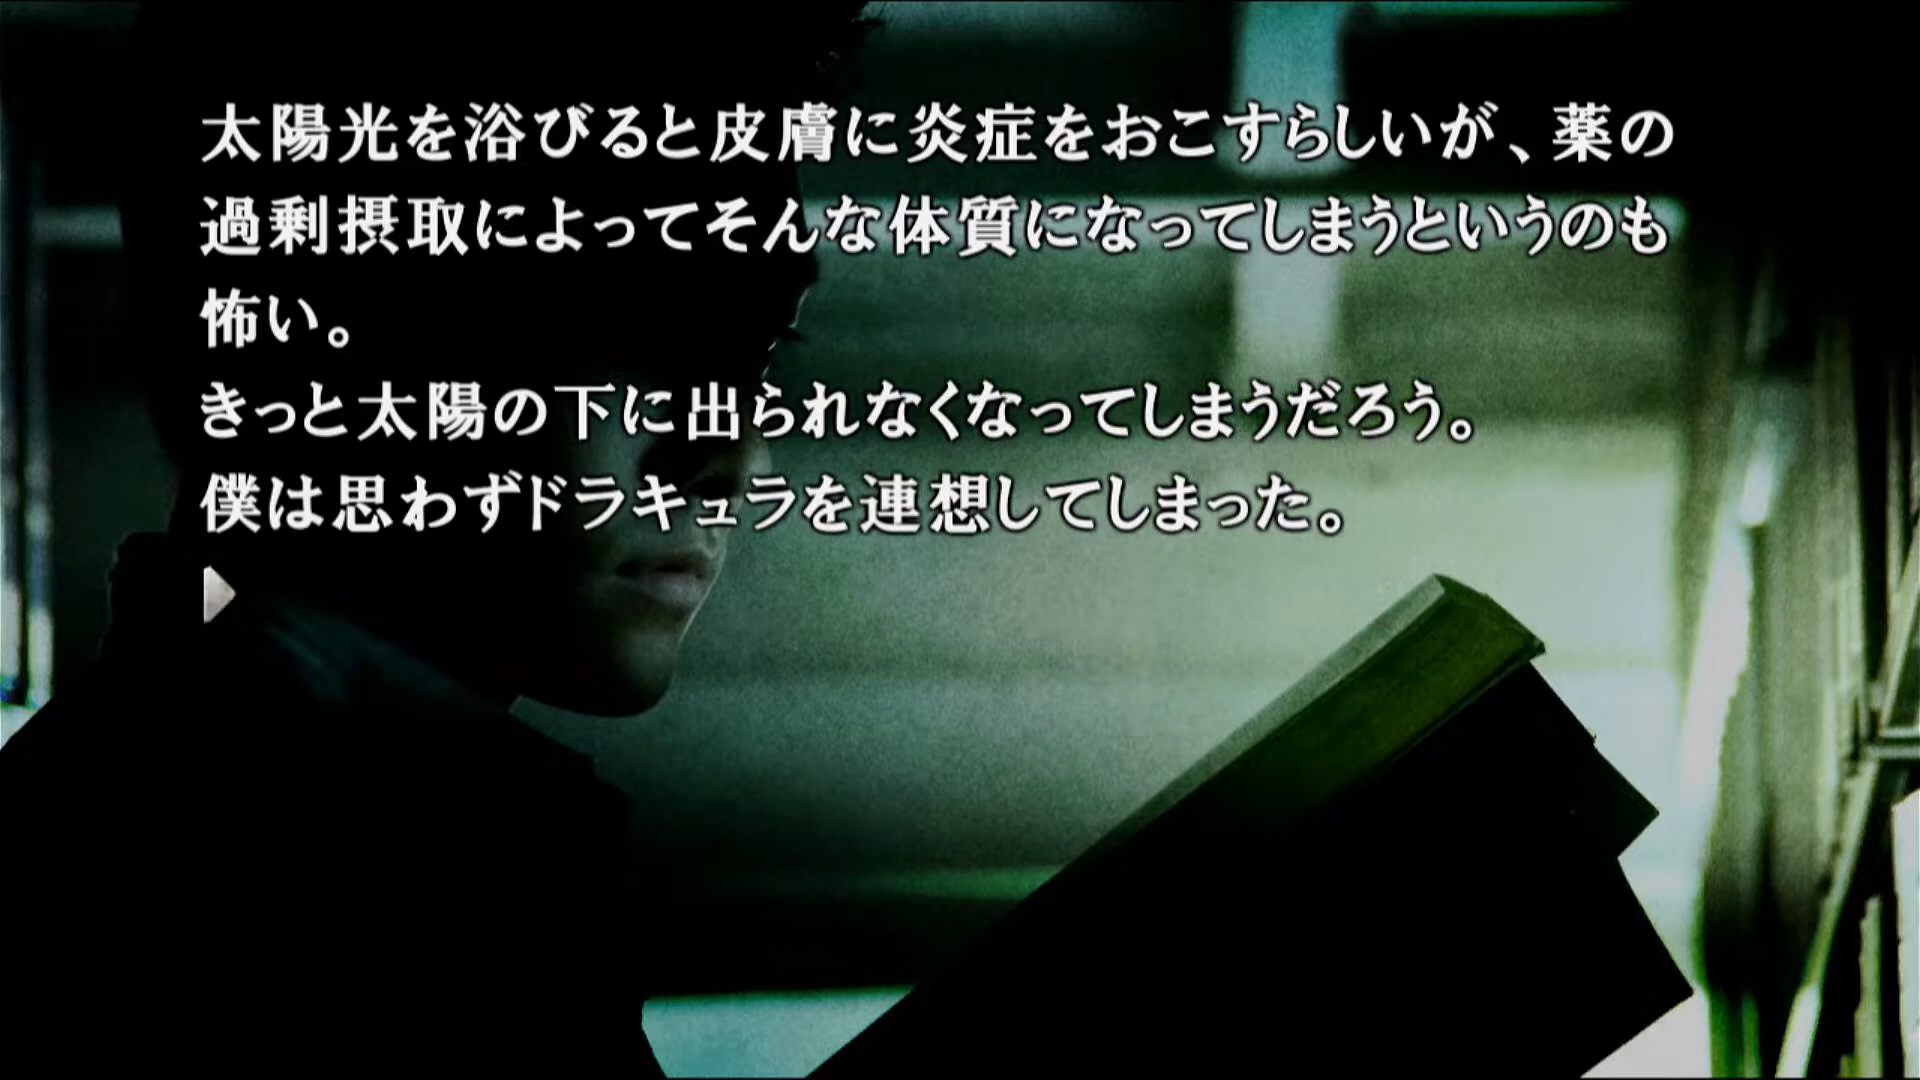 太陽光を浴びると皮膚に炎症をおこすらしいが、薬の
過剰摂取によってそんな体質になってしまうというのも
怖い。
きっと太陽の下に出られなくなってしまうだろう。
僕は思わずドラキュラを連想してしまった。